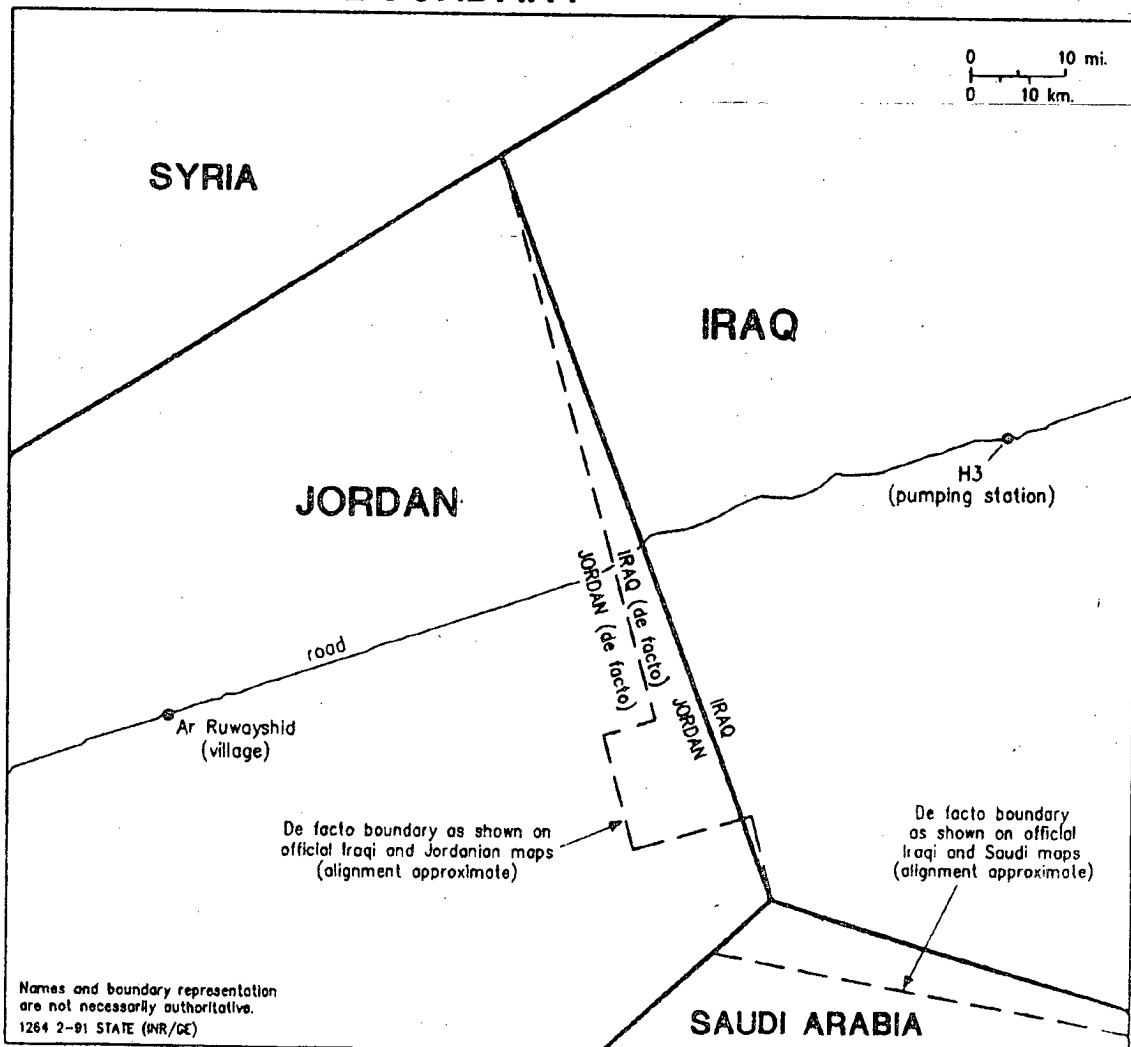 0 10 mi.
0 10 km.
SYRIA
IRAQ
H3
(pumping station)
JORDAN
IRAQ (de facto)
JORDAN (de facto)
road
Ar Ruwayshid
(village)
IRAQ
JORDAN
De facto boundary as shown on
official Iraqi and Jordanian maps
(alignment approximate)
De facto boundary
as shown on official
Iraqi and Saudi maps
(alignment approximate)
Names and boundary representation
are not necessarily authoritative.
1264 2-91 STATE (INR/GE)
SAUDI ARABIA